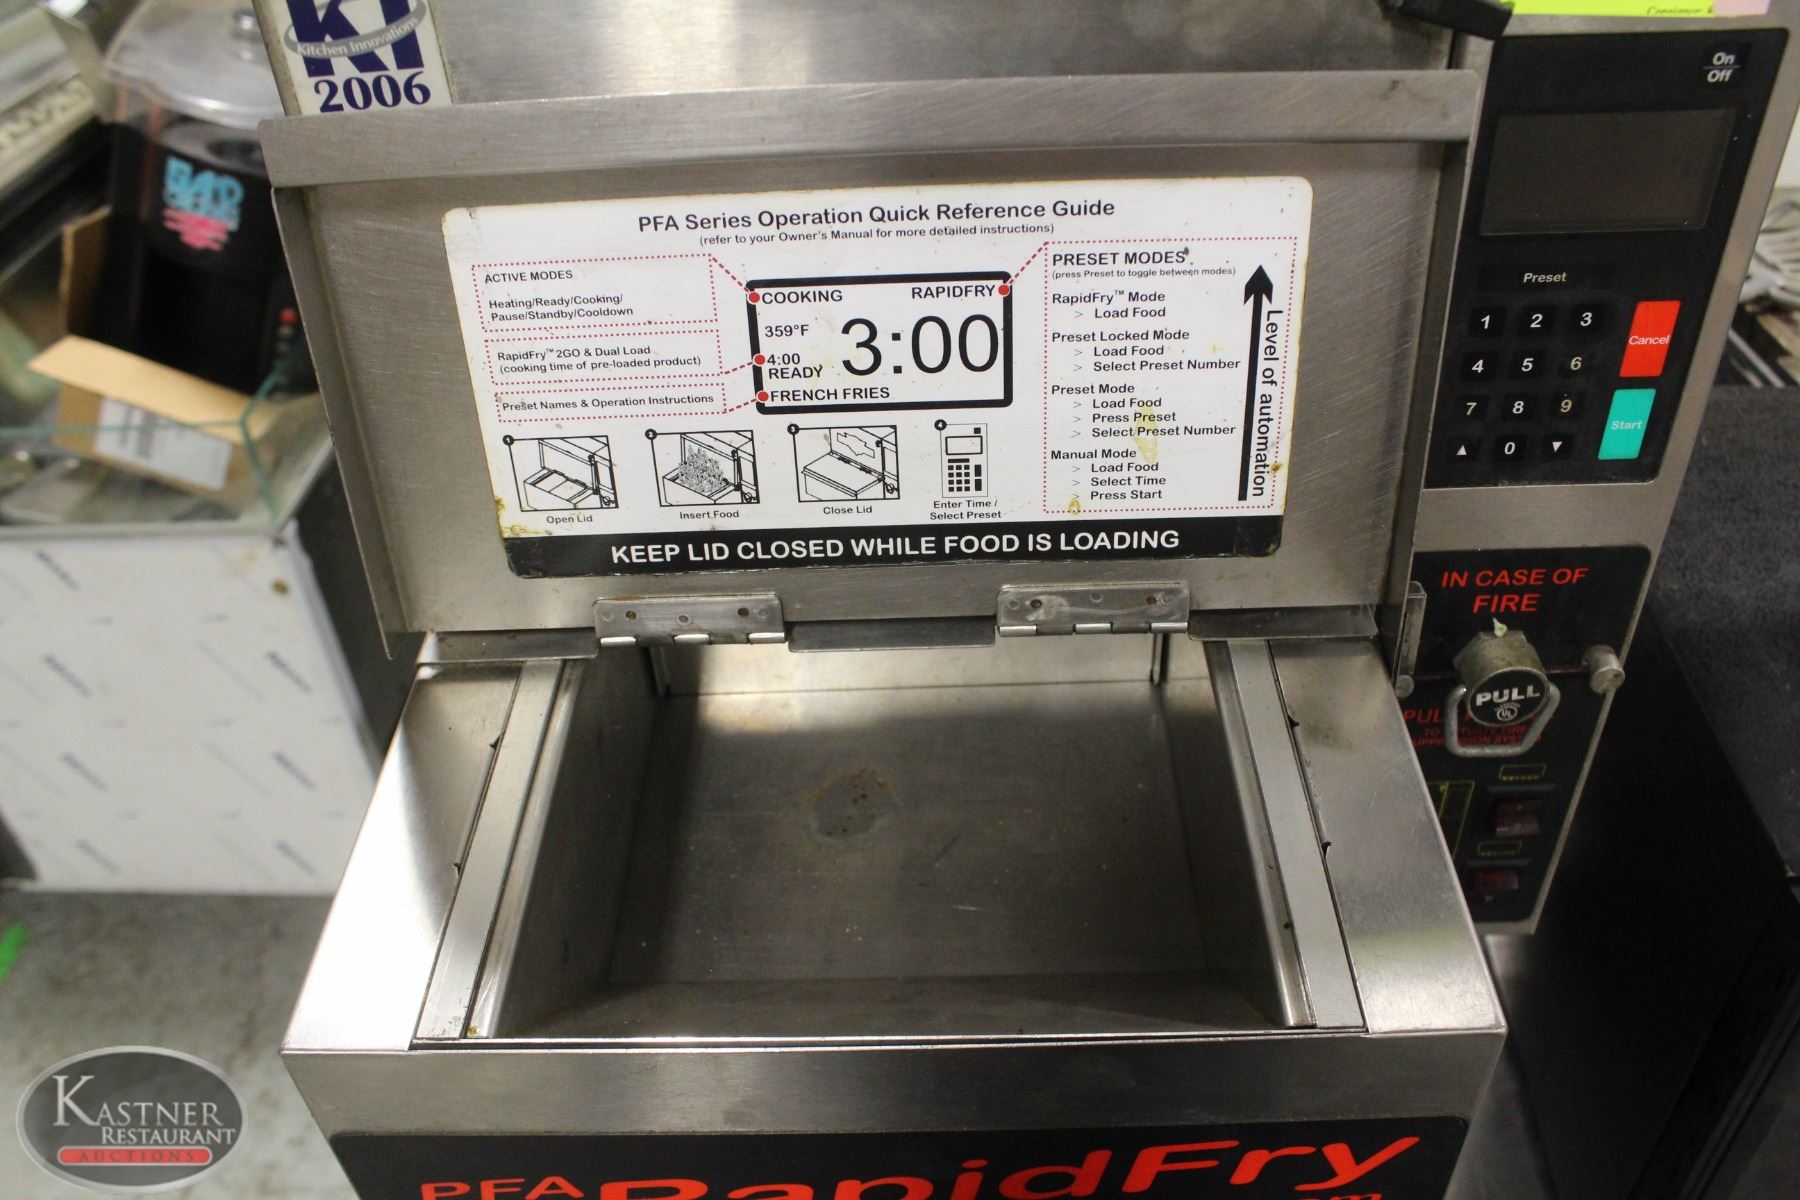 KI
Kitchen Innovations
2006
On
Off
PFA Series Operation Quick Reference Guide
(refer to your Owner's Manual for more detailed instructions)
ACTIVE MODES
Heating/Ready/Cooking/
Pause/Standby/Cooldown
RapidFry™ 2GO & Dual Load
(cooking time of pre-loaded product)
Preset Names & Operation Instructions
COOKING RAPIDFRY
359°F
3:00
4:00
READY
FRENCH FRIES
PRESET MODES
(press Preset to toggle between modes)
RapidFry™ Mode
> Load Food
Preset Locked Mode
> Load Food
> Select Preset Number
Preset Mode
> Load Food
> Press Preset
> Select Preset Number
Manual Mode
> Load Food
> Select Time
> Press Start
Level of automation
1
Open Lid
2
Insert Food
3
Close Lid
4
Enter Time /
Select Preset
KEEP LID CLOSED WHILE FOOD IS LOADING
Preset
1 2 3
Cancel
4 5 6
7 8 9
Start
▲ 0 ▼
IN CASE OF
FIRE
PULL
UL
PFA RapidFry
KASTNER
RESTAURANT
AUCTIONS